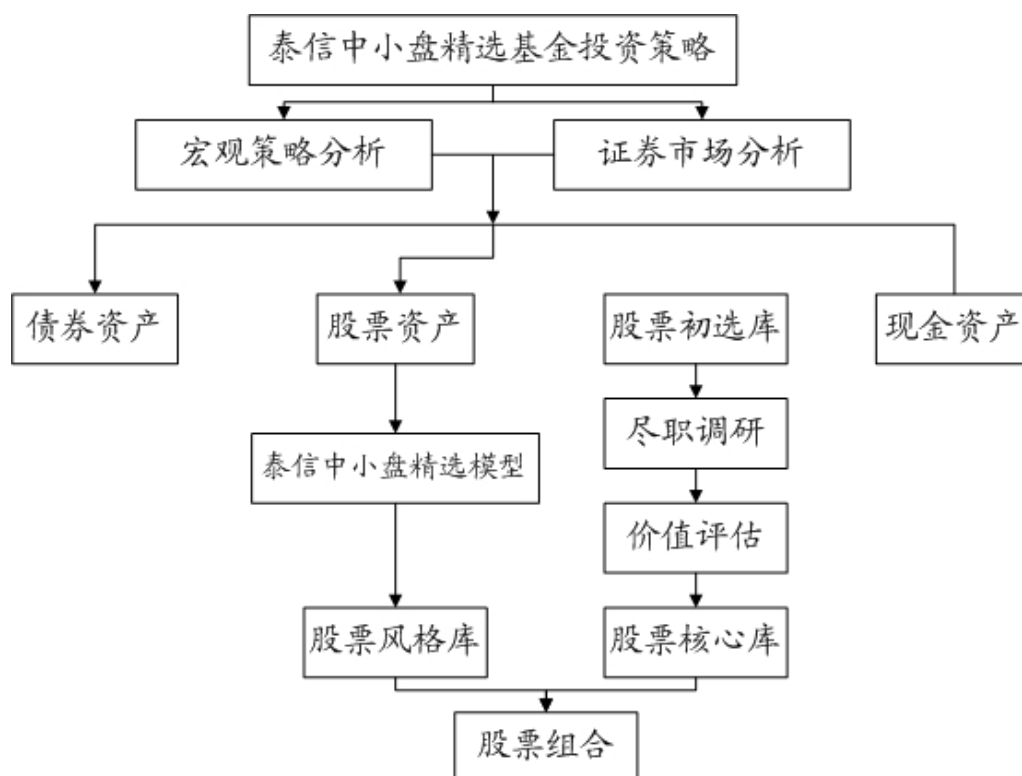 泰信中小盘精选基金投资策略
宏观策略分析
证券市场分析
债券资产
股票资产
股票初选库
现金资产
尽职调研
泰信中小盘精选模型
价值评估
股票风格库
股票核心库
股票组合